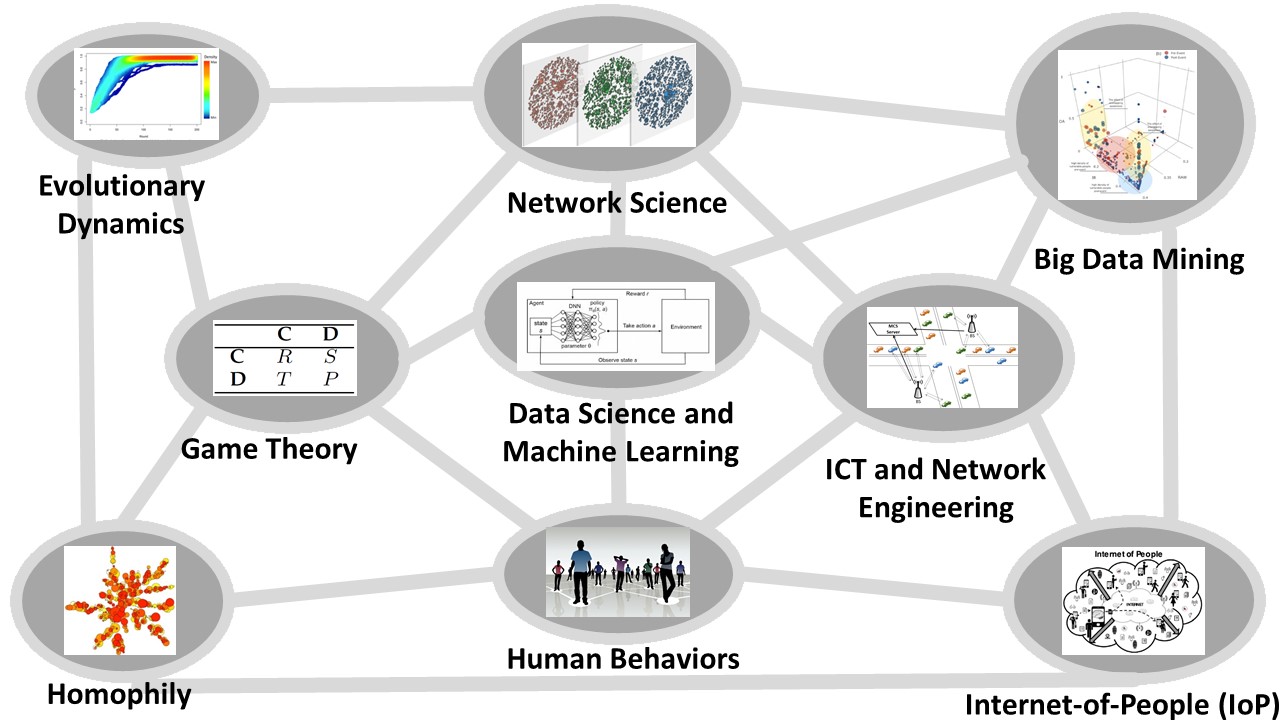 Evolutionary
Dynamics
Network Science
Big Data Mining
C D
C R S
D T P
Game Theory
Reward r
Agent
DNN
policy
πθ(s, a)
state
s
Take action a
Environment
parameter θ
Observe state s
Data Science and
Machine Learning
MCS
Server
BS
BS
ICT and Network
Engineering
Homophily
Human Behaviors
Internet of People
INTERNET
Internet-of-People (IoP)